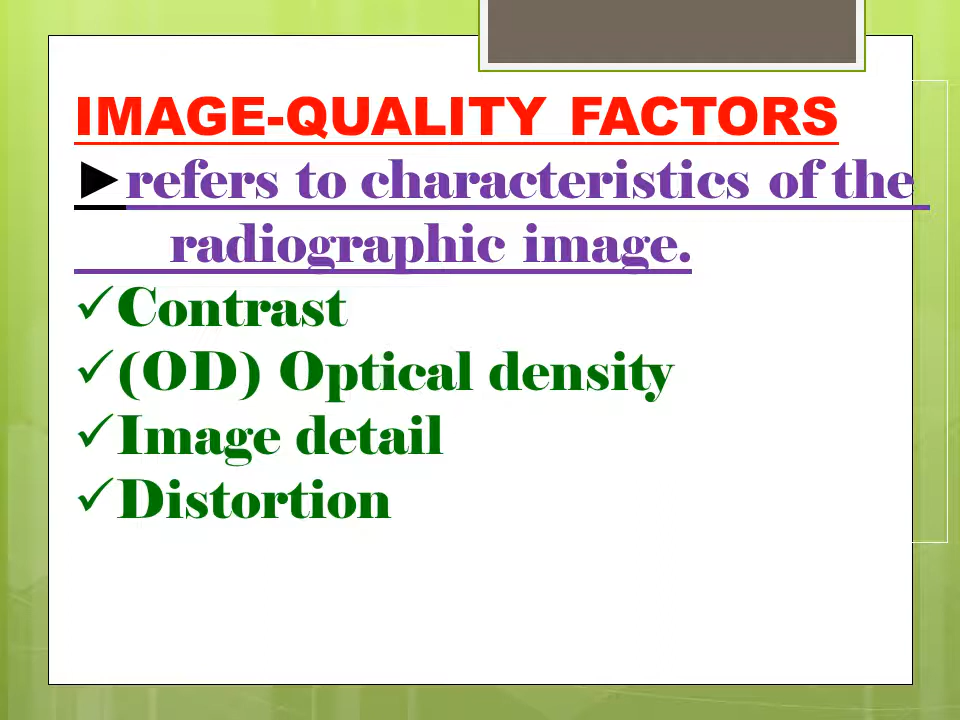 IMAGE-QUALITY FACTORS
►refers to characteristics of the
radiographic image.
✓Contrast
✓(OD) Optical density
✓Image detail
✓Distortion